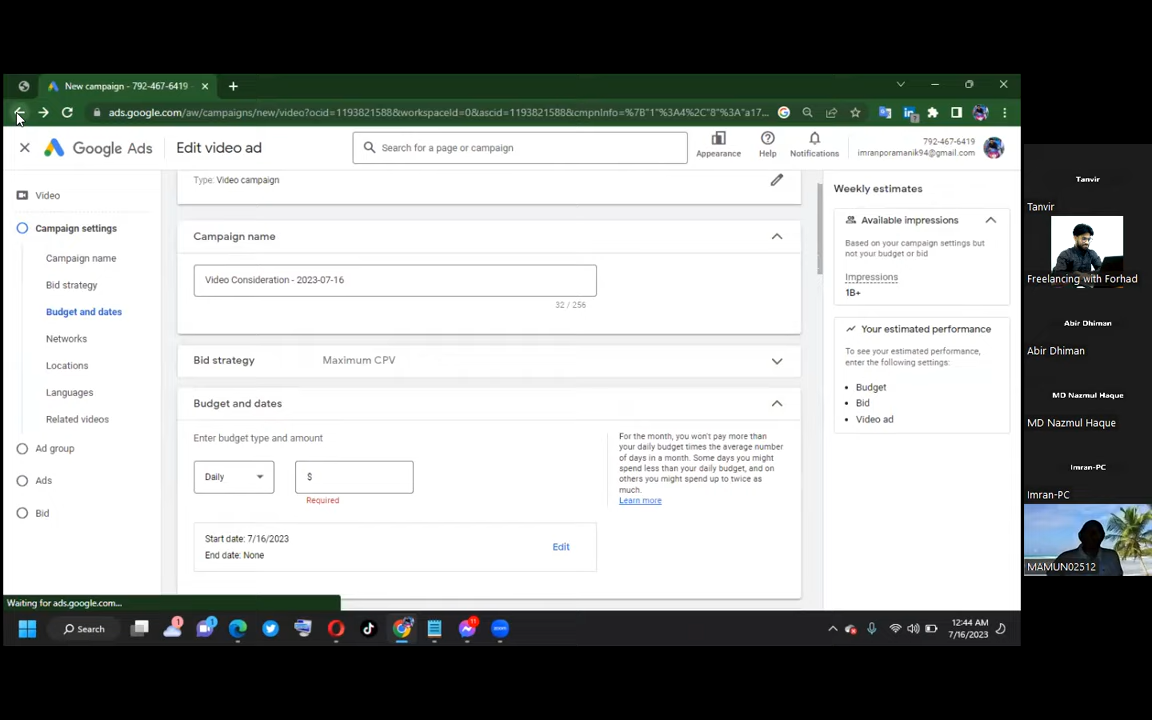 New campaign - 792-467-6419
ads.google.com/aw/campaigns/new/video?ocid=1193821588&workspaceId=0&ascid=1193821588&cmpnInfo=%7B"1"%3A4%2C"8"%3A"a17...
Google Ads
Edit video ad
Search for a page or campaign
Appearance
Help
Notifications
792-467-6419
imranporamanik94@gmail.com
Type: Video campaign
Video
Campaign settings
Campaign name
Bid strategy
Budget and dates
Networks
Locations
Languages
Related videos
Ad group
Ads
Bid
Campaign name
Video Consideration - 2023-07-16
32 / 256
Bid strategy
Maximum CPV
Budget and dates
Enter budget type and amount
Daily
$
Required
For the month, you won't pay more than
your daily budget times the average number
of days in a month. Some days you might
spend less than your daily budget, and on
others you might spend up to twice as
much.
Learn more
Start date: 7/16/2023
End date: None
Edit
Weekly estimates
Available impressions
Based on your campaign settings but
not your budget or bid
Impressions
1B+
Your estimated performance
To see your estimated performance,
enter the following settings:
• Budget
• Bid
• Video ad
Waiting for ads.google.com...
Search
12:44 AM
7/16/2023
Tanvir
Tanvir
Freelancing with Forhad
Abir Dhiman
Abir Dhiman
MD Nazmul Haque
MD Nazmul Haque
Imran-PC
Imran-PC
MAMUN02512